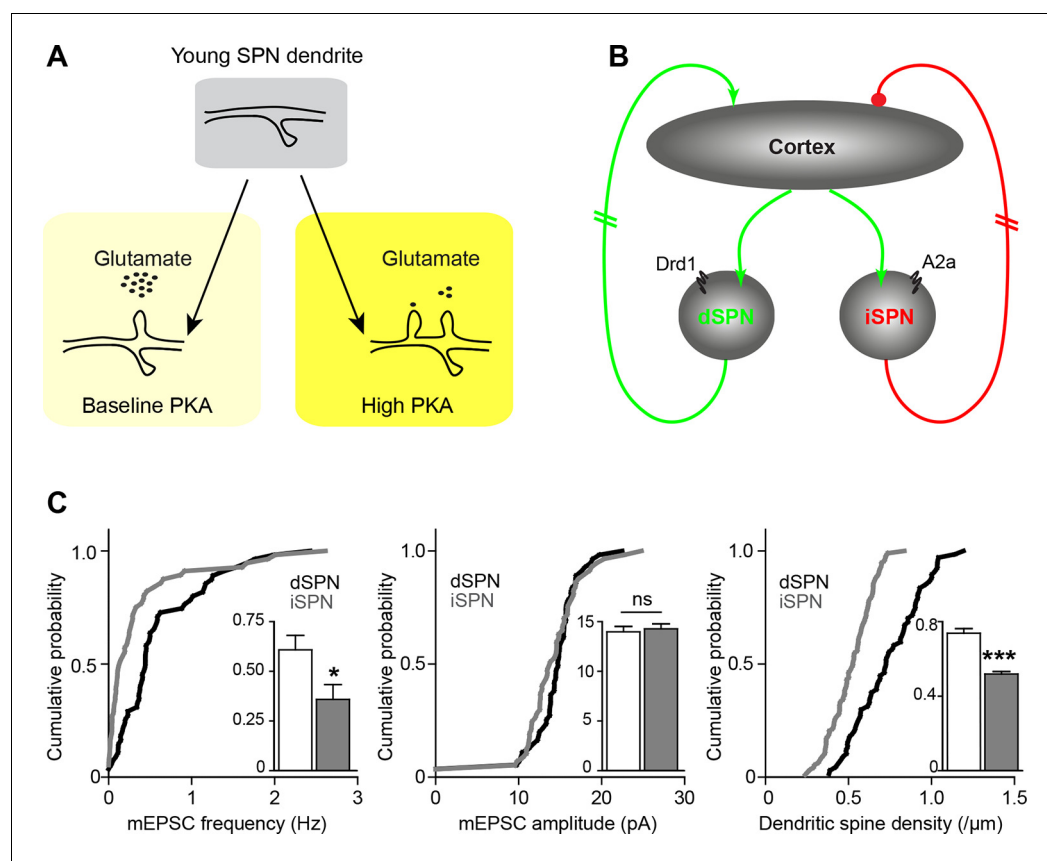 A
Young SPN dendrite
Glutamate
Glutamate
Baseline PKA
High PKA
B
Cortex
Drd1
A2a
dSPN
iSPN
C
Cumulative probability
1.0
0.5
0
dSPN
iSPN
0.75
0.50
0.25
0
*
0
1
2
3
mEPSC frequency (Hz)
Cumulative probability
1.0
0.5
0
dSPN
iSPN
ns
15
10
5
0
0
10
20
30
mEPSC amplitude (pA)
Cumulative probability
1.0
0.5
0
dSPN
iSPN
0.8
0.4
0
***
0
0.5
1.0
1.5
Dendritic spine density (/μm)